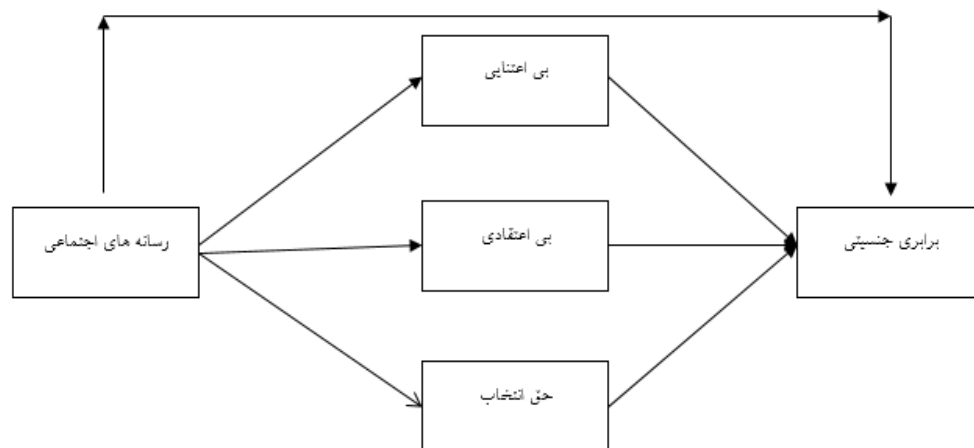 بی اعتنایی
رسانه های اجتماعی
بی اعتقادی
برابری جنسیتی
حق انتخاب